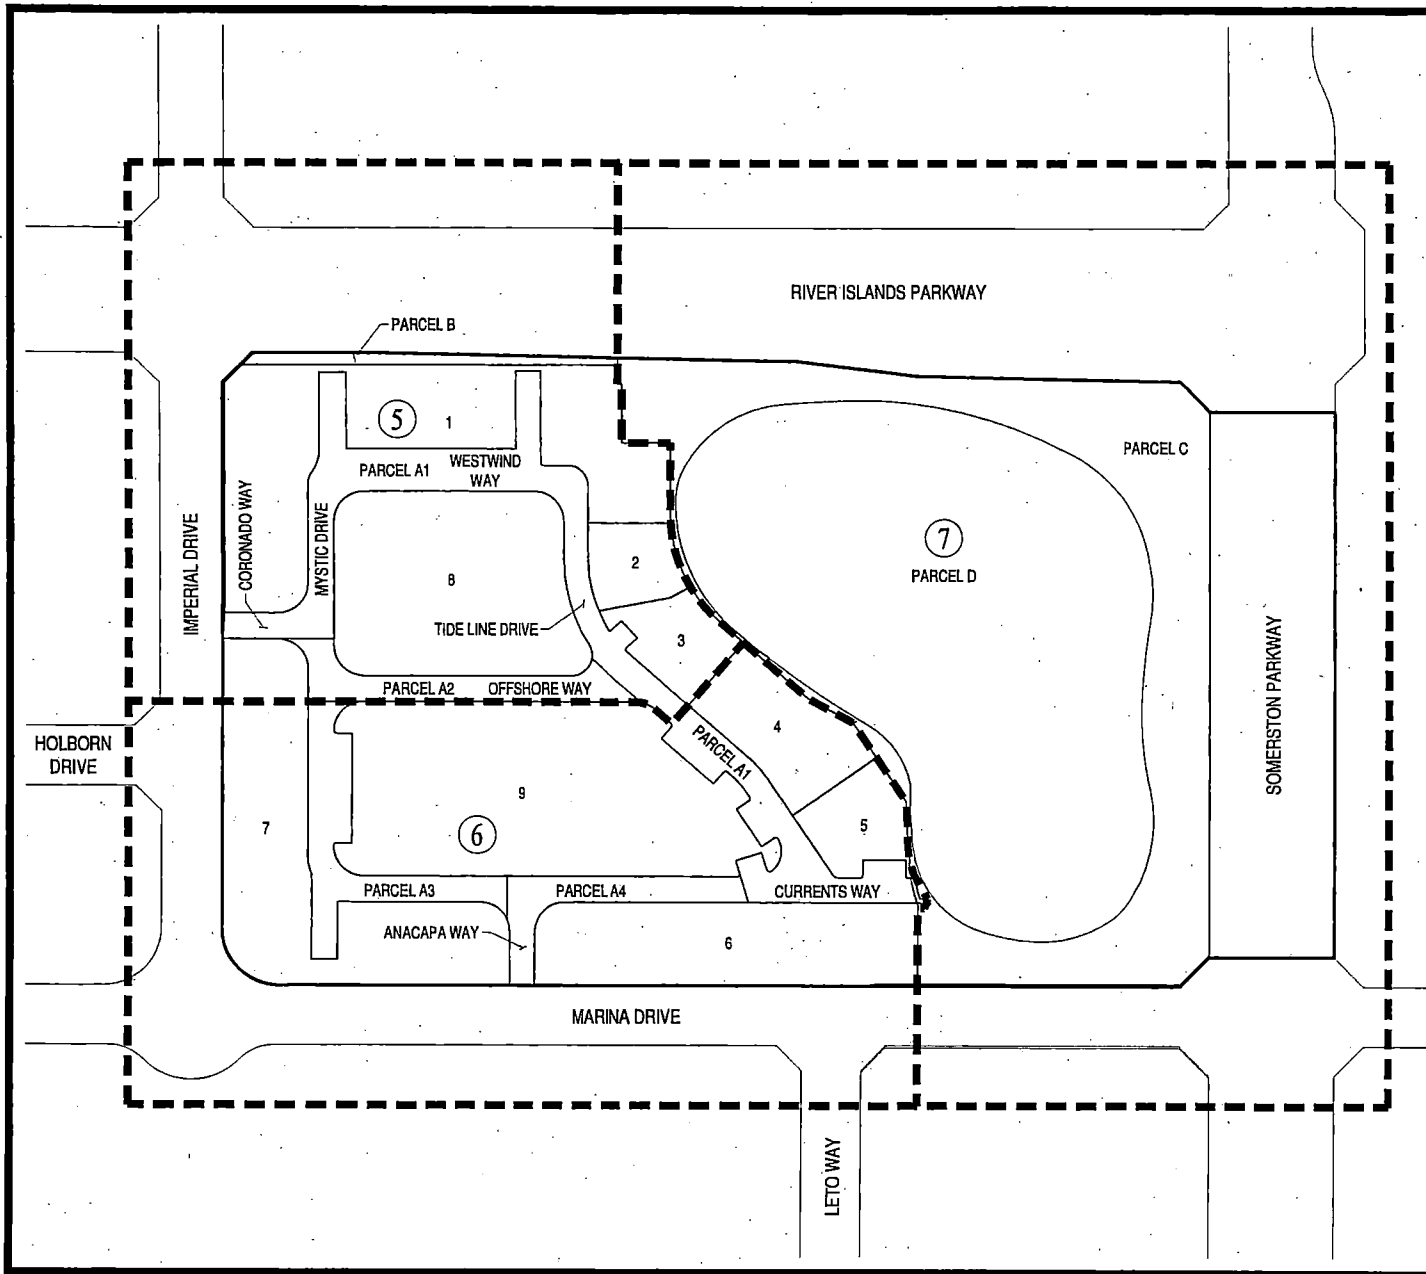 RIVER ISLANDS PARKWAY
PARCEL B
5
1
PARCEL C
PARCEL A1
WESTWIND
WAY
IMPERIAL DRIVE
CORONADO WAY
MYSTIC DRIVE
7
PARCEL D
8
2
TIDE LINE DRIVE
3
PARCEL A2
OFFSHORE WAY
4
SOMERSTON PARKWAY
HOLBORN
DRIVE
PARCEL A1
9
7
6
5
PARCEL A3
PARCEL A4
CURRENTS WAY
ANACAPA WAY
6
MARINA DRIVE
LETO WAY